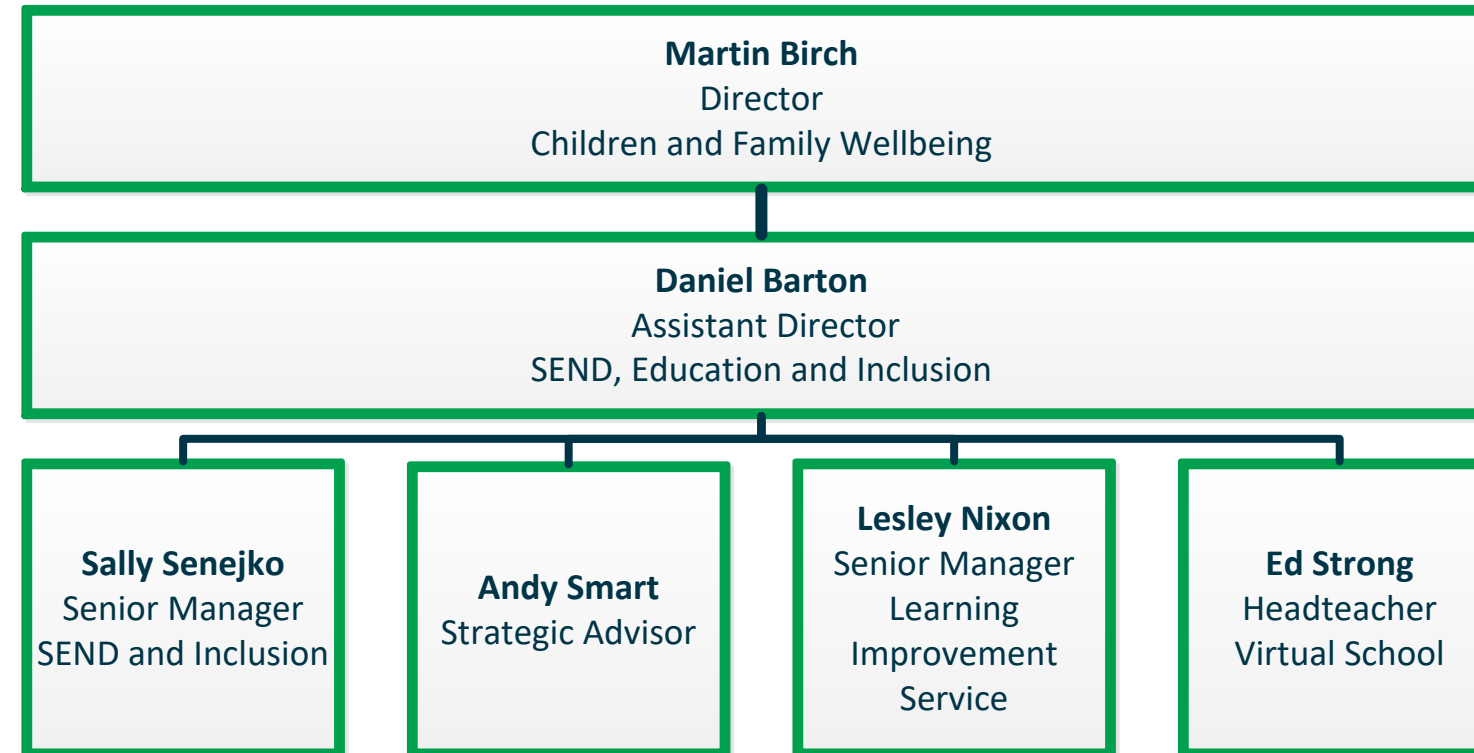 Martin Birch
Director
Children and Family Wellbeing
Daniel Barton
Assistant Director
SEND, Education and Inclusion
Sally Senejko
Senior Manager
SEND and Inclusion
Andy Smart
Strategic Advisor
Lesley Nixon
Senior Manager
Learning
Improvement
Service
Ed Strong
Headteacher
Virtual School